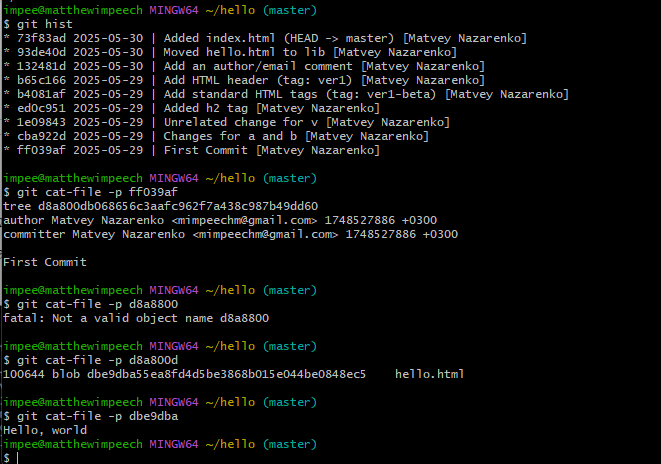 impee@matthewimpeech MINGW64 ~/hello (master)
$ git hist
* 73f83ad 2025-05-30 | Added index.html (HEAD -> master) [Matvey Nazarenko]
* 93de40d 2025-05-30 | Moved hello.html to lib [Matvey Nazarenko]
* 132481d 2025-05-30 | Add an author/email comment [Matvey Nazarenko]
* b65c166 2025-05-29 | Add HTML header (tag: ver1) [Matvey Nazarenko]
* b4081af 2025-05-29 | Add standard HTML tags (tag: ver1-beta) [Matvey Nazarenko]
* ed0c951 2025-05-29 | Added h2 tag [Matvey Nazarenko]
* 1e09843 2025-05-29 | Unrelated change for v [Matvey Nazarenko]
* cba922d 2025-05-29 | Changes for a and b [Matvey Nazarenko]
* ff039af 2025-05-29 | First Commit [Matvey Nazarenko]
impee@matthewimpeech MINGW64 ~/hello (master)
$ git cat-file -p ff039af
tree d8a800db068656c3aafc962f7a438c987b49dd60
author Matvey Nazarenko <mimpeechm@gmail.com> 1748527886 +0300
committer Matvey Nazarenko <mimpeechm@gmail.com> 1748527886 +0300
First Commit
impee@matthewimpeech MINGW64 ~/hello (master)
$ git cat-file -p d8a8800
fatal: Not a valid object name d8a8800
impee@matthewimpeech MINGW64 ~/hello (master)
$ git cat-file -p d8a800d
100644 blob dbe9dba55ea8fd4d5be3868b015e044be0848ec5    hello.html
impee@matthewimpeech MINGW64 ~/hello (master)
$ git cat-file -p dbe9dba
Hello, world
impee@matthewimpeech MINGW64 ~/hello (master)
$